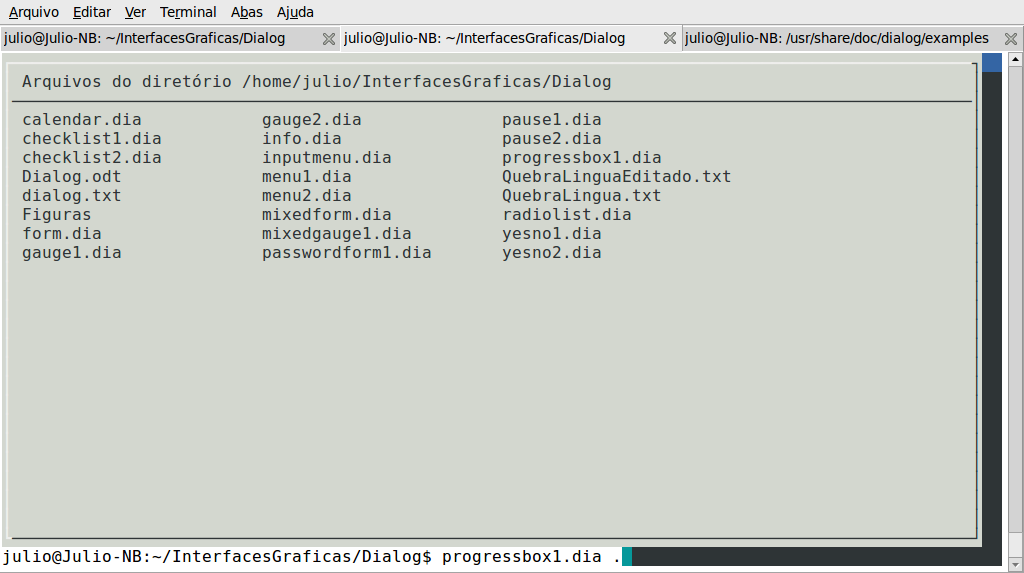 Arquivo Editar Ver Terminal Abas Ajuda
julio@Julio-NB: ~/InterfacesGraficas/Dialog julio@Julio-NB: ~/InterfacesGraficas/Dialog julio@Julio-NB: /usr/share/doc/dialog/examples
Arquivos do diretório /home/julio/InterfacesGraficas/Dialog
calendar.dia gauge2.dia pause1.dia
checklist1.dia info.dia pause2.dia
checklist2.dia inputmenu.dia progressbox1.dia
Dialog.odt menu1.dia QuebraLinguaEditado.txt
dialog.txt menu2.dia QuebraLingua.txt
Figuras mixedform.dia radiolist.dia
form.dia mixedgauge1.dia yesno1.dia
gauge1.dia passwordform1.dia yesno2.dia
julio@Julio-NB:~/InterfacesGraficas/Dialog$ progressbox1.dia .